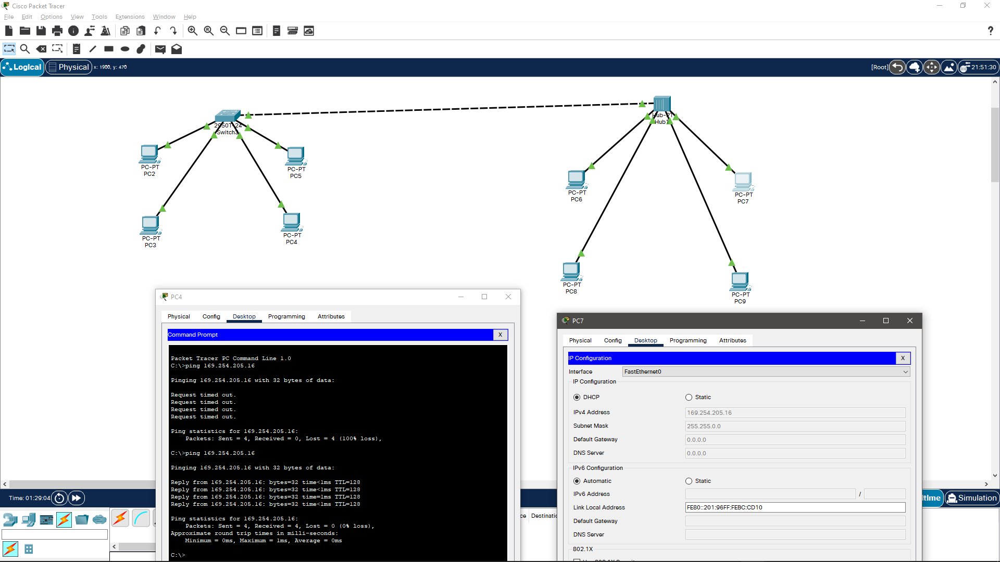 Cisco Packet Tracer
File Edit Options View Tools Extensions Window Help
Logical Physical x: 1900, y: 470 [Root] 21:51:30
2950T-24
Switch3
PC-PT
PC2
PC-PT
PC5
PC-PT
PC3
PC-PT
PC4
Hub-PT
Hub1
PC-PT
PC6
PC-PT
PC7
PC-PT
PC8
PC-PT
PC9
PC4
Physical Config Desktop Programming Attributes
Command Prompt X
Packet Tracer PC Command Line 1.0
C:\>ping 169.254.205.16
Pinging 169.254.205.16 with 32 bytes of data:
Request timed out.
Request timed out.
Request timed out.
Request timed out.
Ping statistics for 169.254.205.16:
Packets: Sent = 4, Received = 0, Lost = 4 (100% loss),
C:\>ping 169.254.205.16
Pinging 169.254.205.16 with 32 bytes of data:
Reply from 169.254.205.16: bytes=32 time<1ms TTL=128
Reply from 169.254.205.16: bytes=32 time<1ms TTL=128
Reply from 169.254.205.16: bytes=32 time=1ms TTL=128
Reply from 169.254.205.16: bytes=32 time<1ms TTL=128
Ping statistics for 169.254.205.16:
Packets: Sent = 4, Received = 4, Lost = 0 (0% loss),
Approximate round trip times in milli-seconds:
Minimum = 0ms, Maximum = 1ms, Average = 0ms
C:\>
PC7
Physical Config Desktop Programming Attributes
IP Configuration X
Interface FastEthernet0
IP Configuration
DHCP Static
IPv4 Address 169.254.205.16
Subnet Mask 255.255.0.0
Default Gateway 0.0.0.0
DNS Server 0.0.0.0
IPv6 Configuration
Automatic Static
IPv6 Address /
Link Local Address FE80::201:96FF:FEBC:CD10
Default Gateway
DNS Server
802.1X
Time: 01:29:04
ltime Simulation
ce Destinatic